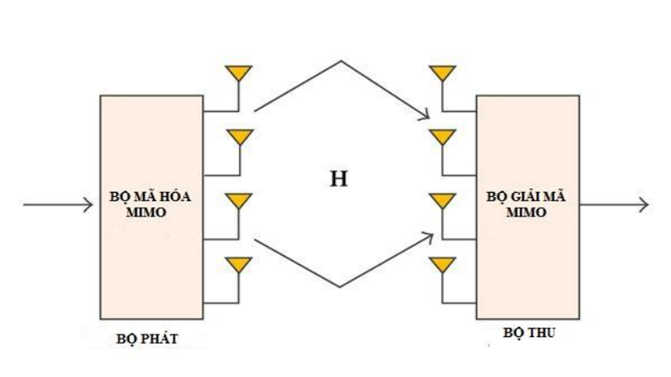 BỘ MÃ HÓA
MIMO
H
BỘ GIẢI MÃ
MIMO
BỘ PHÁT
BỘ THU